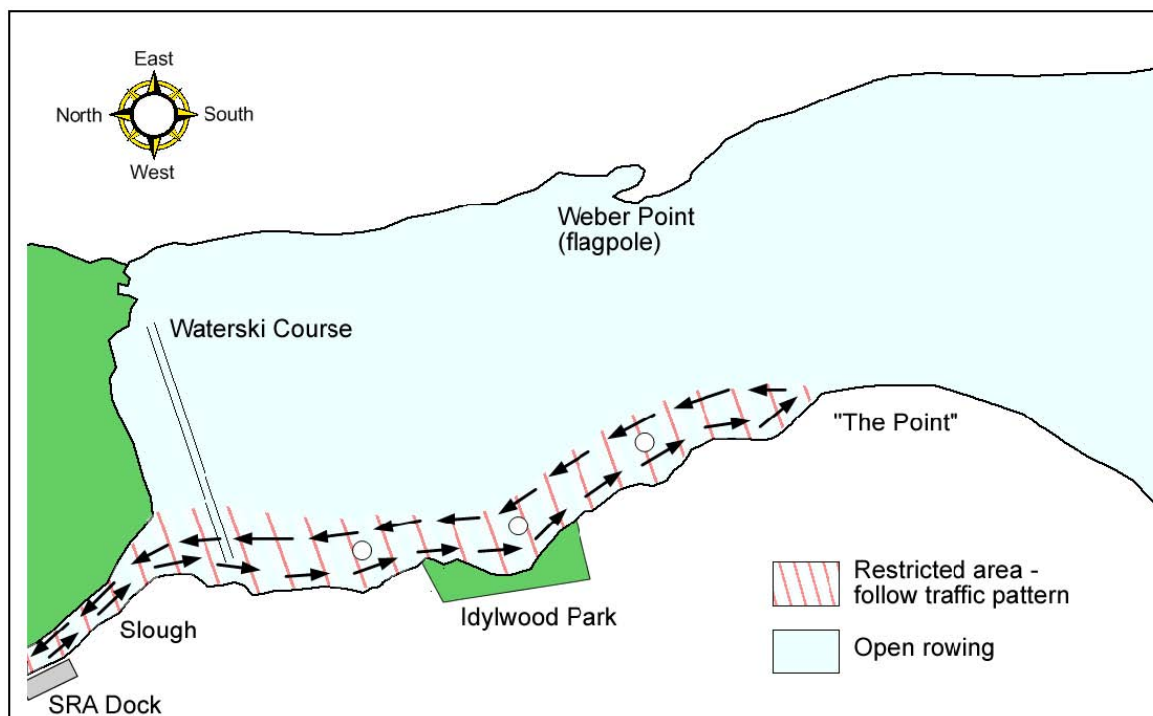 East
North
South
West
Weber Point
(flagpole)
Waterski Course
"The Point"
Restricted area -
follow traffic pattern
Idylwood Park
Slough
Open rowing
SRA Dock